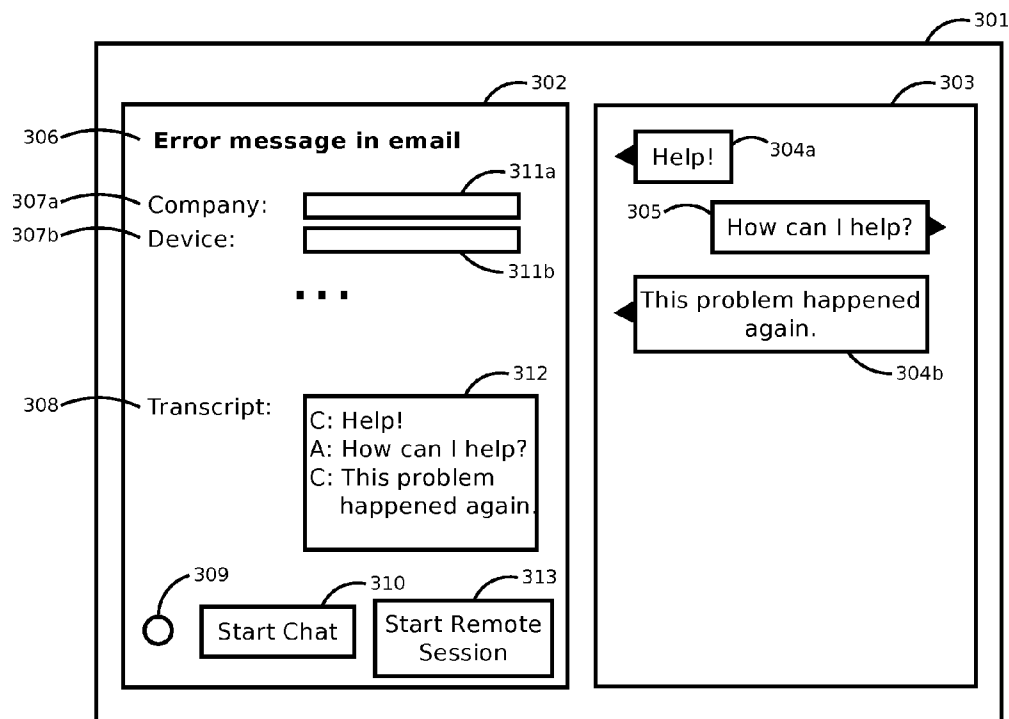 301
302
303
306
Error message in email
Help!
304a
311a
307a
Company:
305
How can I help?
307b
Device:
311b
...
This problem happened
again.
312
304b
308
Transcript:
C: Help!
A: How can I help?
C: This problem
happened again.
309
310
313
Start Chat
Start Remote
Session